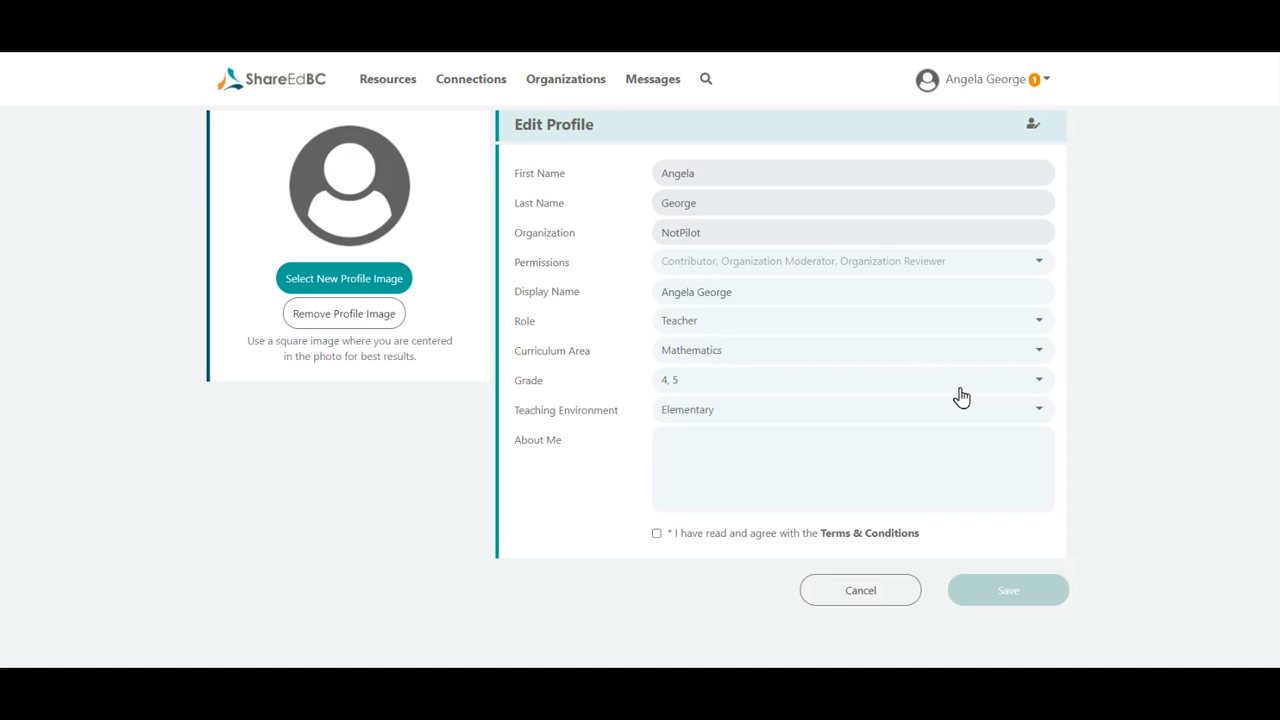 ShareEdBC Resources Connections Organizations Messages Angela George 1
Select New Profile Image
Remove Profile Image
Use a square image where you are centered
in the photo for best results.
Edit Profile
First Name Angela
Last Name George
Organization NotPilot
Permissions Contributor, Organization Moderator, Organization Reviewer
Display Name Angela George
Role Teacher
Curriculum Area Mathematics
Grade 4, 5
Teaching Environment Elementary
About Me
* I have read and agree with the Terms & Conditions
Cancel Save